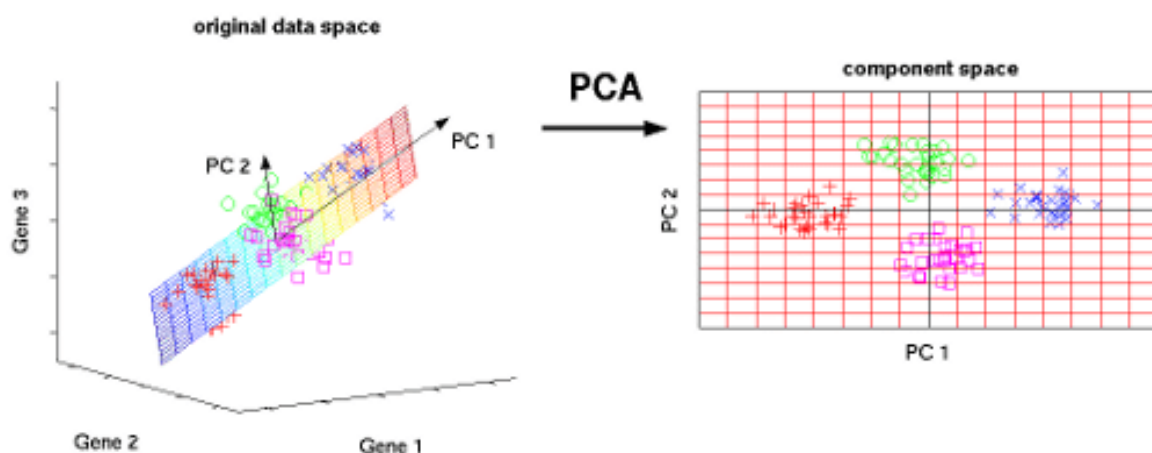 original data space
PCA
component space
PC 1
PC 2
Gene 3
PC 2
Gene 2
Gene 1
PC 1